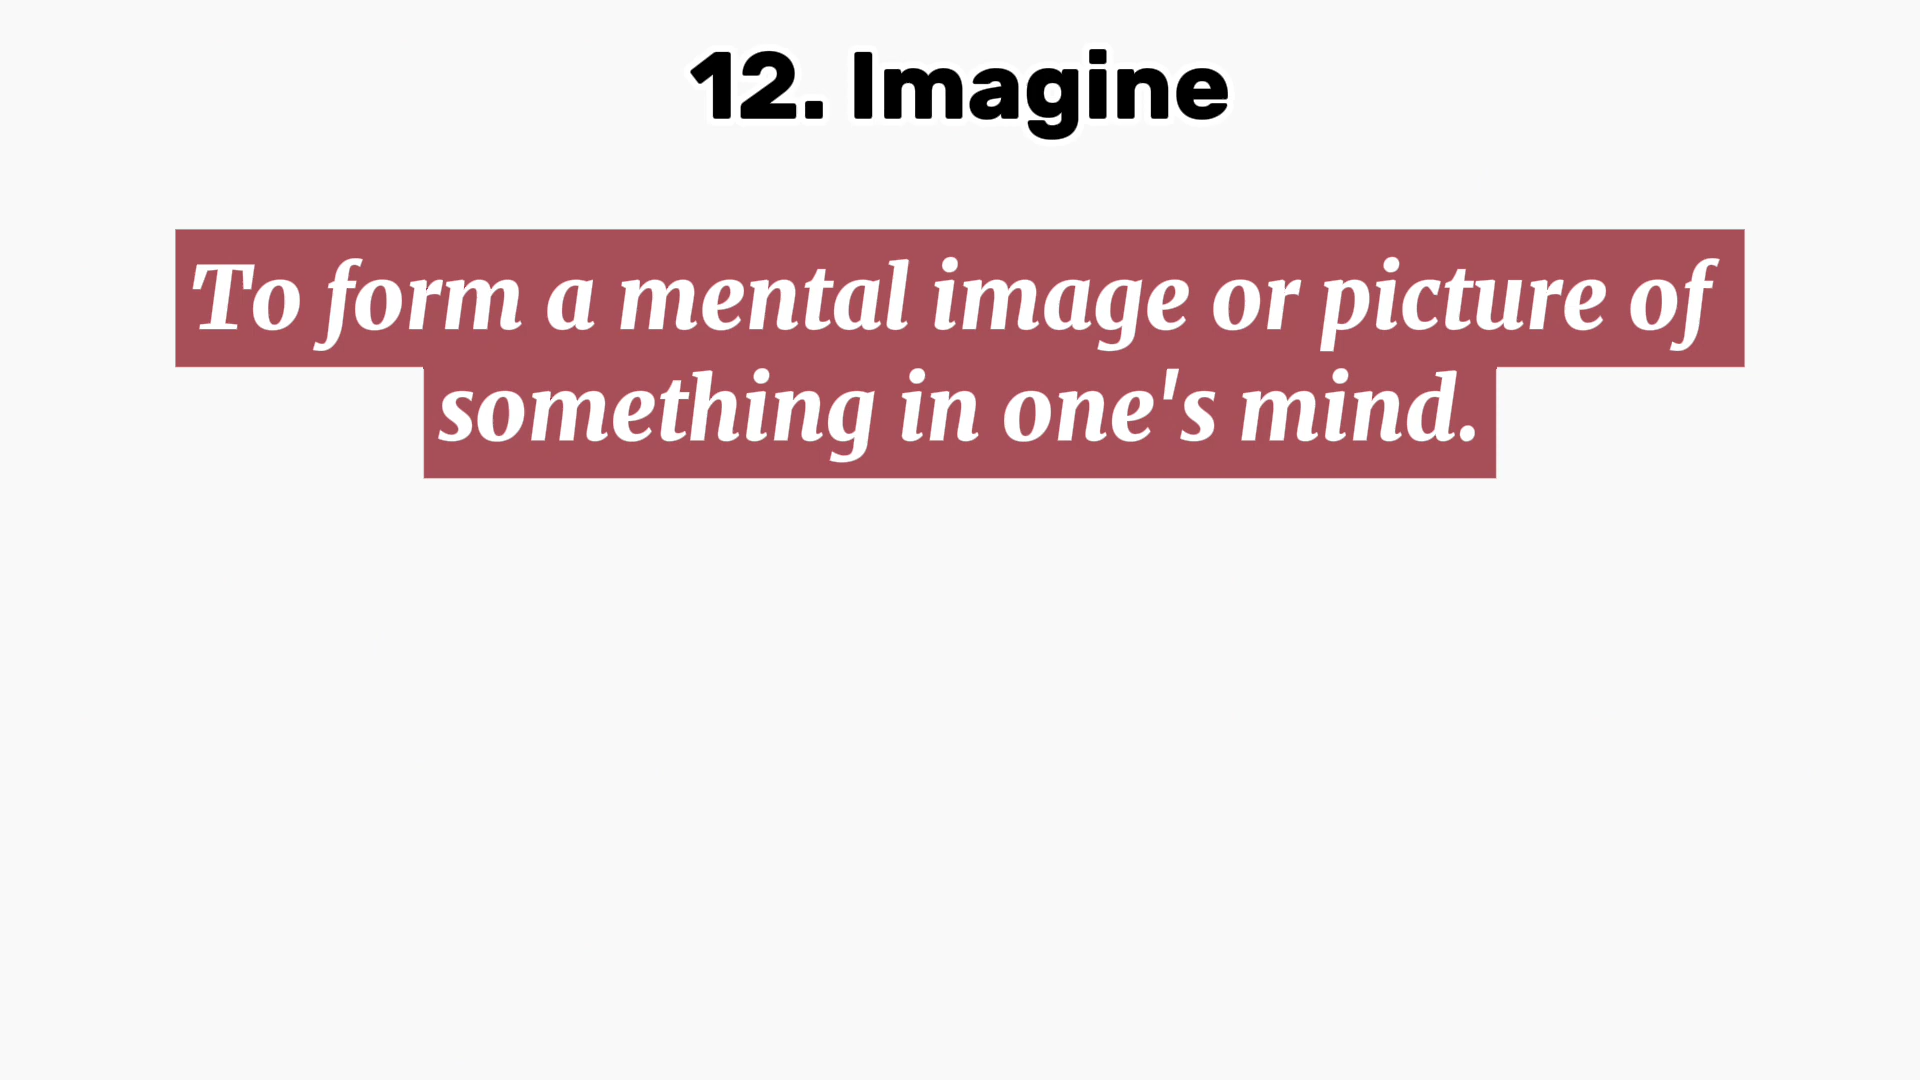 12. Imagine
To form a mental image or picture of
something in one's mind.